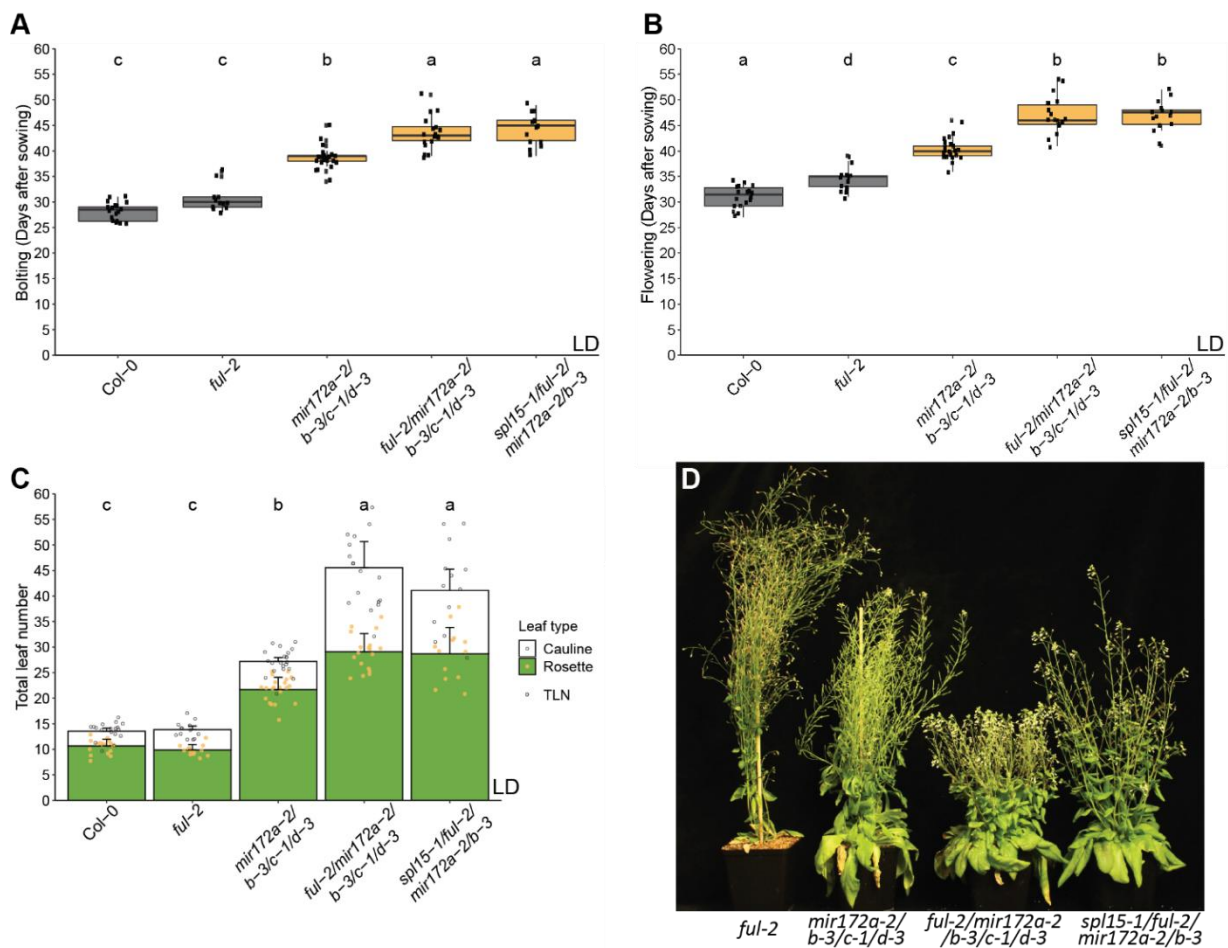 A
60
55
50
45
40
35
30
25
20
15
10
5
0
Bolting (Days after sowing)
c c b a a
LD
Col−0
ful−2
mir172a−2/
b−3/c−1/d−3
ful−2/mir172a−2/
b−3/c−1/d−3
spl15−1/ful−2/
mir172a−2/b−3
B
60
55
50
45
40
35
30
25
20
15
10
5
0
Flowering (Days after sowing)
a d c b b
LD
Col−0
ful−2
mir172a−2/
b−3/c−1/d−3
ful−2/mir172a−2/
b−3/c−1/d−3
spl15−1/ful−2/
mir172a−2/b−3
C
60
55
50
45
40
35
30
25
20
15
10
5
0
Total leaf number
c c b a a
Leaf type
Cauline
Rosette
TLN
LD
Col−0
ful−2
mir172a−2/
b−3/c−1/d−3
ful−2/mir172a−2/
b−3/c−1/d−3
spl15−1/ful−2/
mir172a−2/b−3
D
ful-2
mir172a-2/
b-3/c-1/d-3
ful-2/mir172a-2
/b-3/c-1/d-3
spl15-1/ful-2/
mir172a-2/b-3